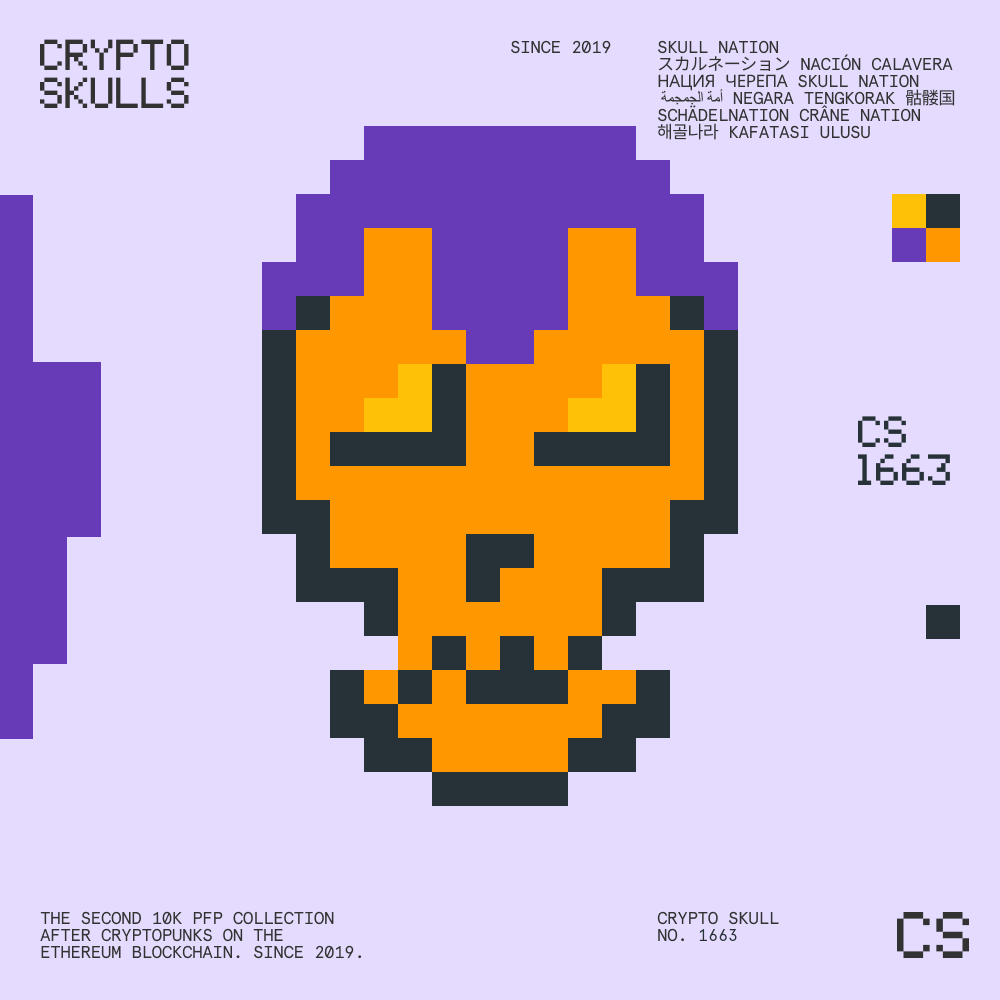 CRYPTO
SKULLS
SINCE 2019
SKULL NATION
スカルネーション NACIÓN CALAVERA
НАЦИЯ ЧЕРЕПА SKULL NATION
أمة الجمجمة NEGARA TENGKORAK 骷髅国
SCHÄDELNATION CRÂNE NATION
해골나라 KAFATASI ULUSU
CS
1663
THE SECOND 10K PFP COLLECTION
AFTER CRYPTOPUNKS ON THE
ETHEREUM BLOCKCHAIN. SINCE 2019.
CRYPTO SKULL
NO. 1663
CS